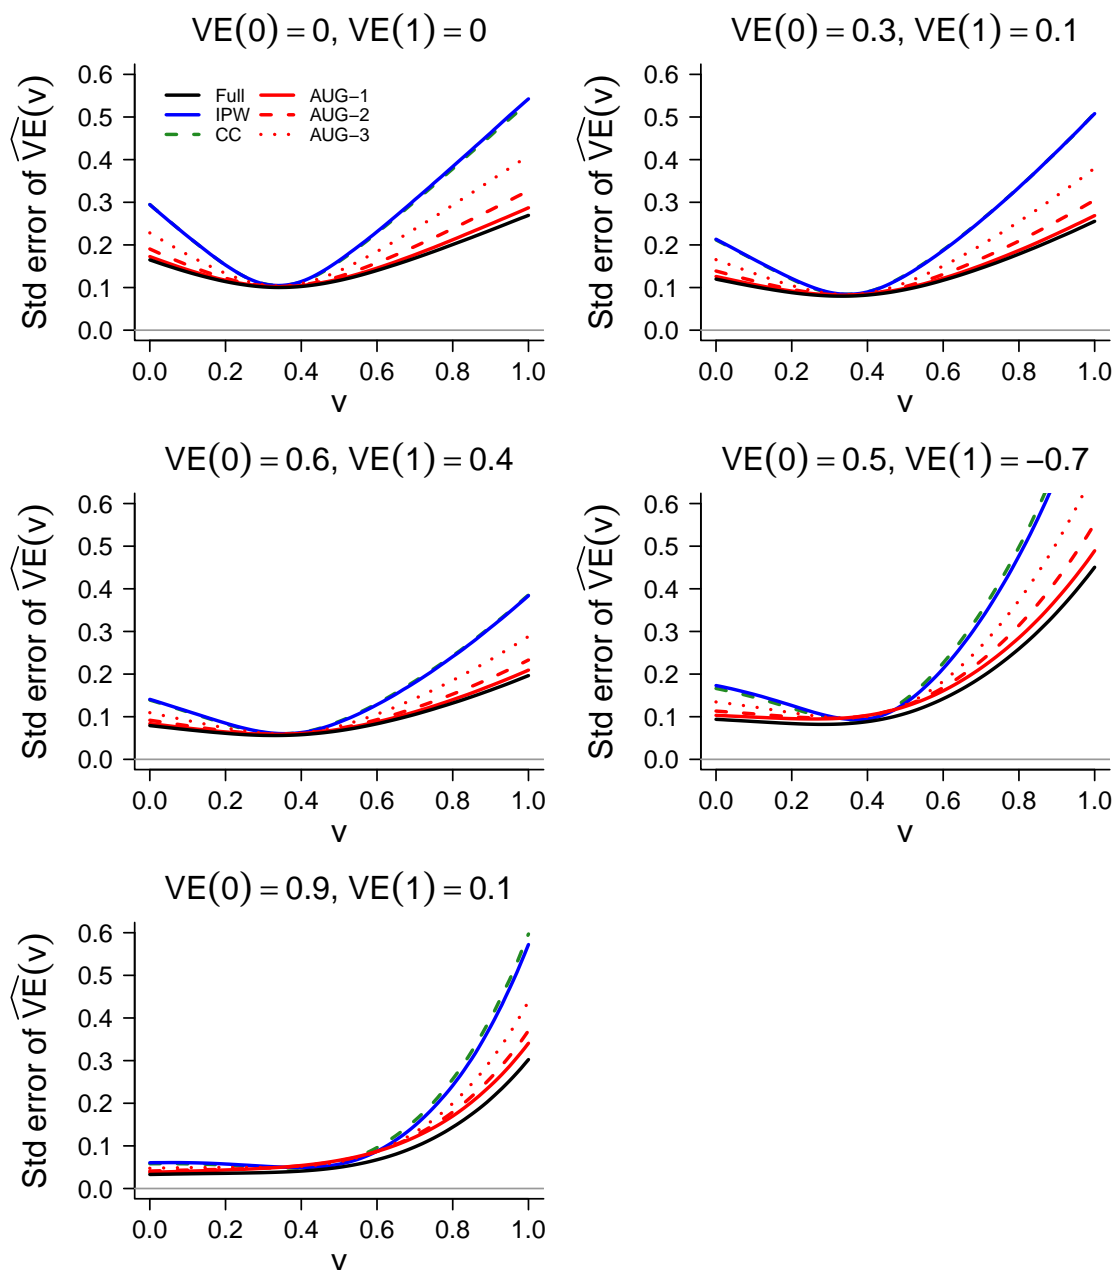 VE(0) = 0, VE(1) = 0
Std error of VE(v)
0.6
0.5
0.4
0.3
0.2
0.1
0.0
Full
IPW
CC
AUG−1
AUG−2
AUG−3
0.0 0.2 0.4 0.6 0.8 1.0
v
VE(0) = 0.3, VE(1) = 0.1
Std error of VE(v)
0.6
0.5
0.4
0.3
0.2
0.1
0.0
0.0 0.2 0.4 0.6 0.8 1.0
v
VE(0) = 0.6, VE(1) = 0.4
Std error of VE(v)
0.6
0.5
0.4
0.3
0.2
0.1
0.0
0.0 0.2 0.4 0.6 0.8 1.0
v
VE(0) = 0.5, VE(1) = −0.7
Std error of VE(v)
0.6
0.5
0.4
0.3
0.2
0.1
0.0
0.0 0.2 0.4 0.6 0.8 1.0
v
VE(0) = 0.9, VE(1) = 0.1
Std error of VE(v)
0.6
0.5
0.4
0.3
0.2
0.1
0.0
0.0 0.2 0.4 0.6 0.8 1.0
v